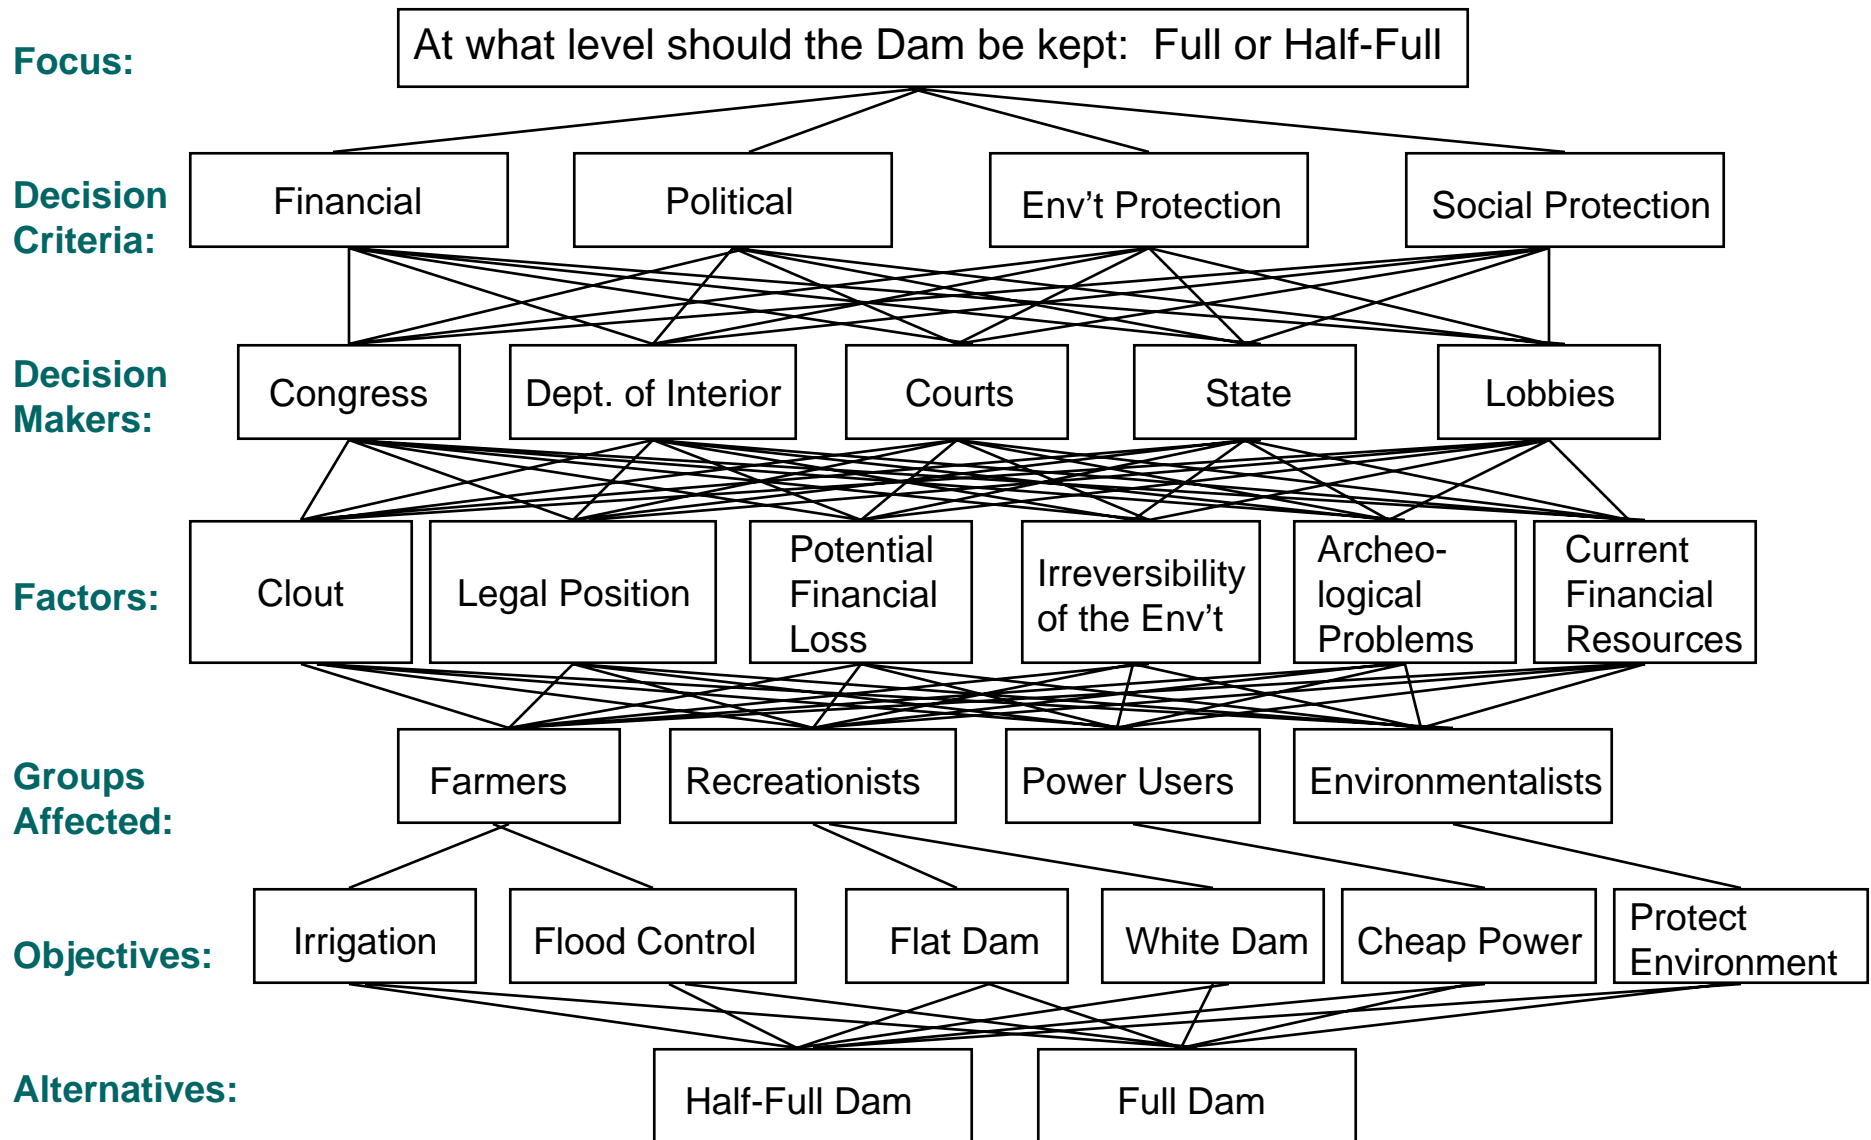 Focus:
At what level should the Dam be kept:  Full or Half-Full
Decision
Criteria:
Financial
Political
Env’t Protection
Social Protection
Decision
Makers:
Congress
Dept. of Interior
Courts
State
Lobbies
Factors:
Clout
Legal Position
Potential
Financial
Loss
Irreversibility
of the Env’t
Archeo-
logical
Problems
Current
Financial
Resources
Groups
Affected:
Farmers
Recreationists
Power Users
Environmentalists
Objectives:
Irrigation
Flood Control
Flat Dam
White Dam
Cheap Power
Protect
Environment
Alternatives:
Half-Full Dam
Full Dam